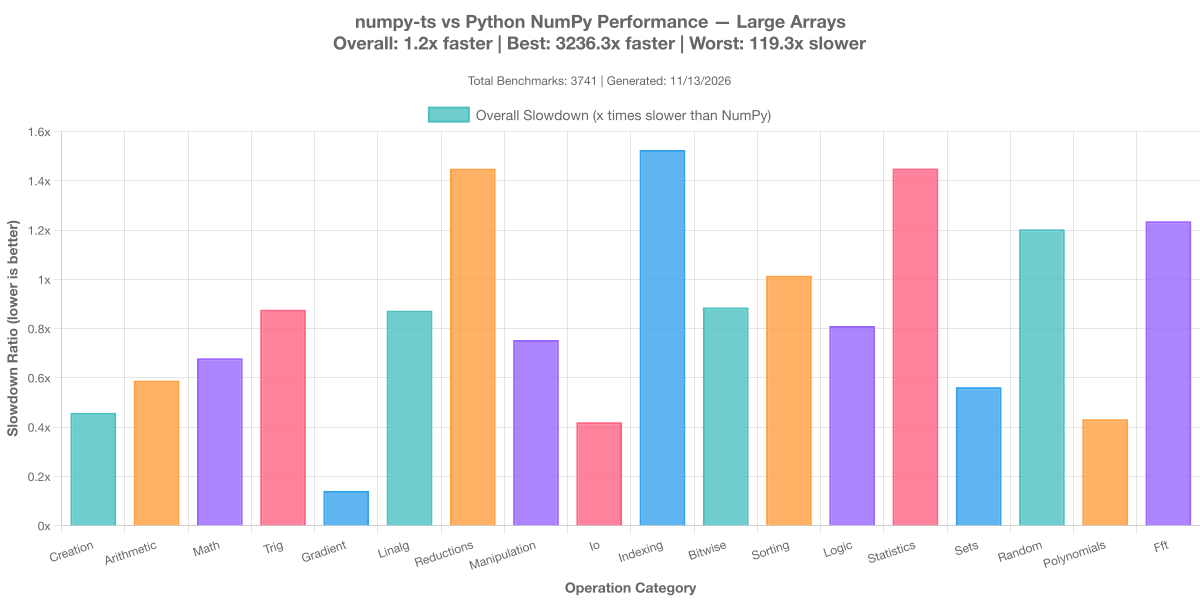 numpy-ts vs Python NumPy Performance — Large Arrays
Overall: 1.2x faster | Best: 3236.3x faster | Worst: 119.3x slower
Total Benchmarks: 3741 | Generated: 11/13/2026
Overall Slowdown (x times slower than NumPy)
Slowdown Ratio (lower is better)
1.6x
1.4x
1.2x
1x
0.8x
0.6x
0.4x
0.2x
0x
Creation
Arithmetic
Math
Trig
Gradient
Linalg
Reductions
Manipulation
Io
Indexing
Bitwise
Sorting
Logic
Statistics
Sets
Random
Polynomials
Fft
Operation Category